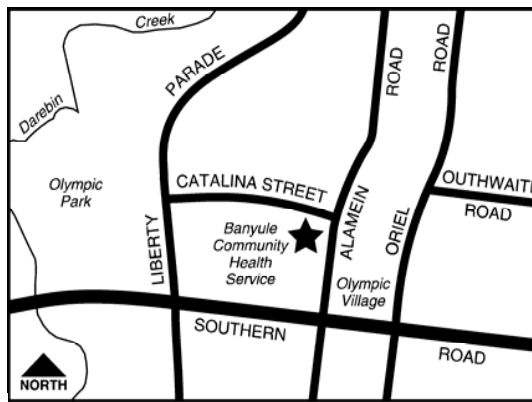 Creek
Darebin
PARADE
ROAD
ROAD
Olympic
Park
CATALINA STREET
OUTHWAITE
ROAD
Banyule
Community
Health
Service
LIBERTY
ALAMEIN
ORIEL
Olympic
Village
SOUTHERN
ROAD
NORTH